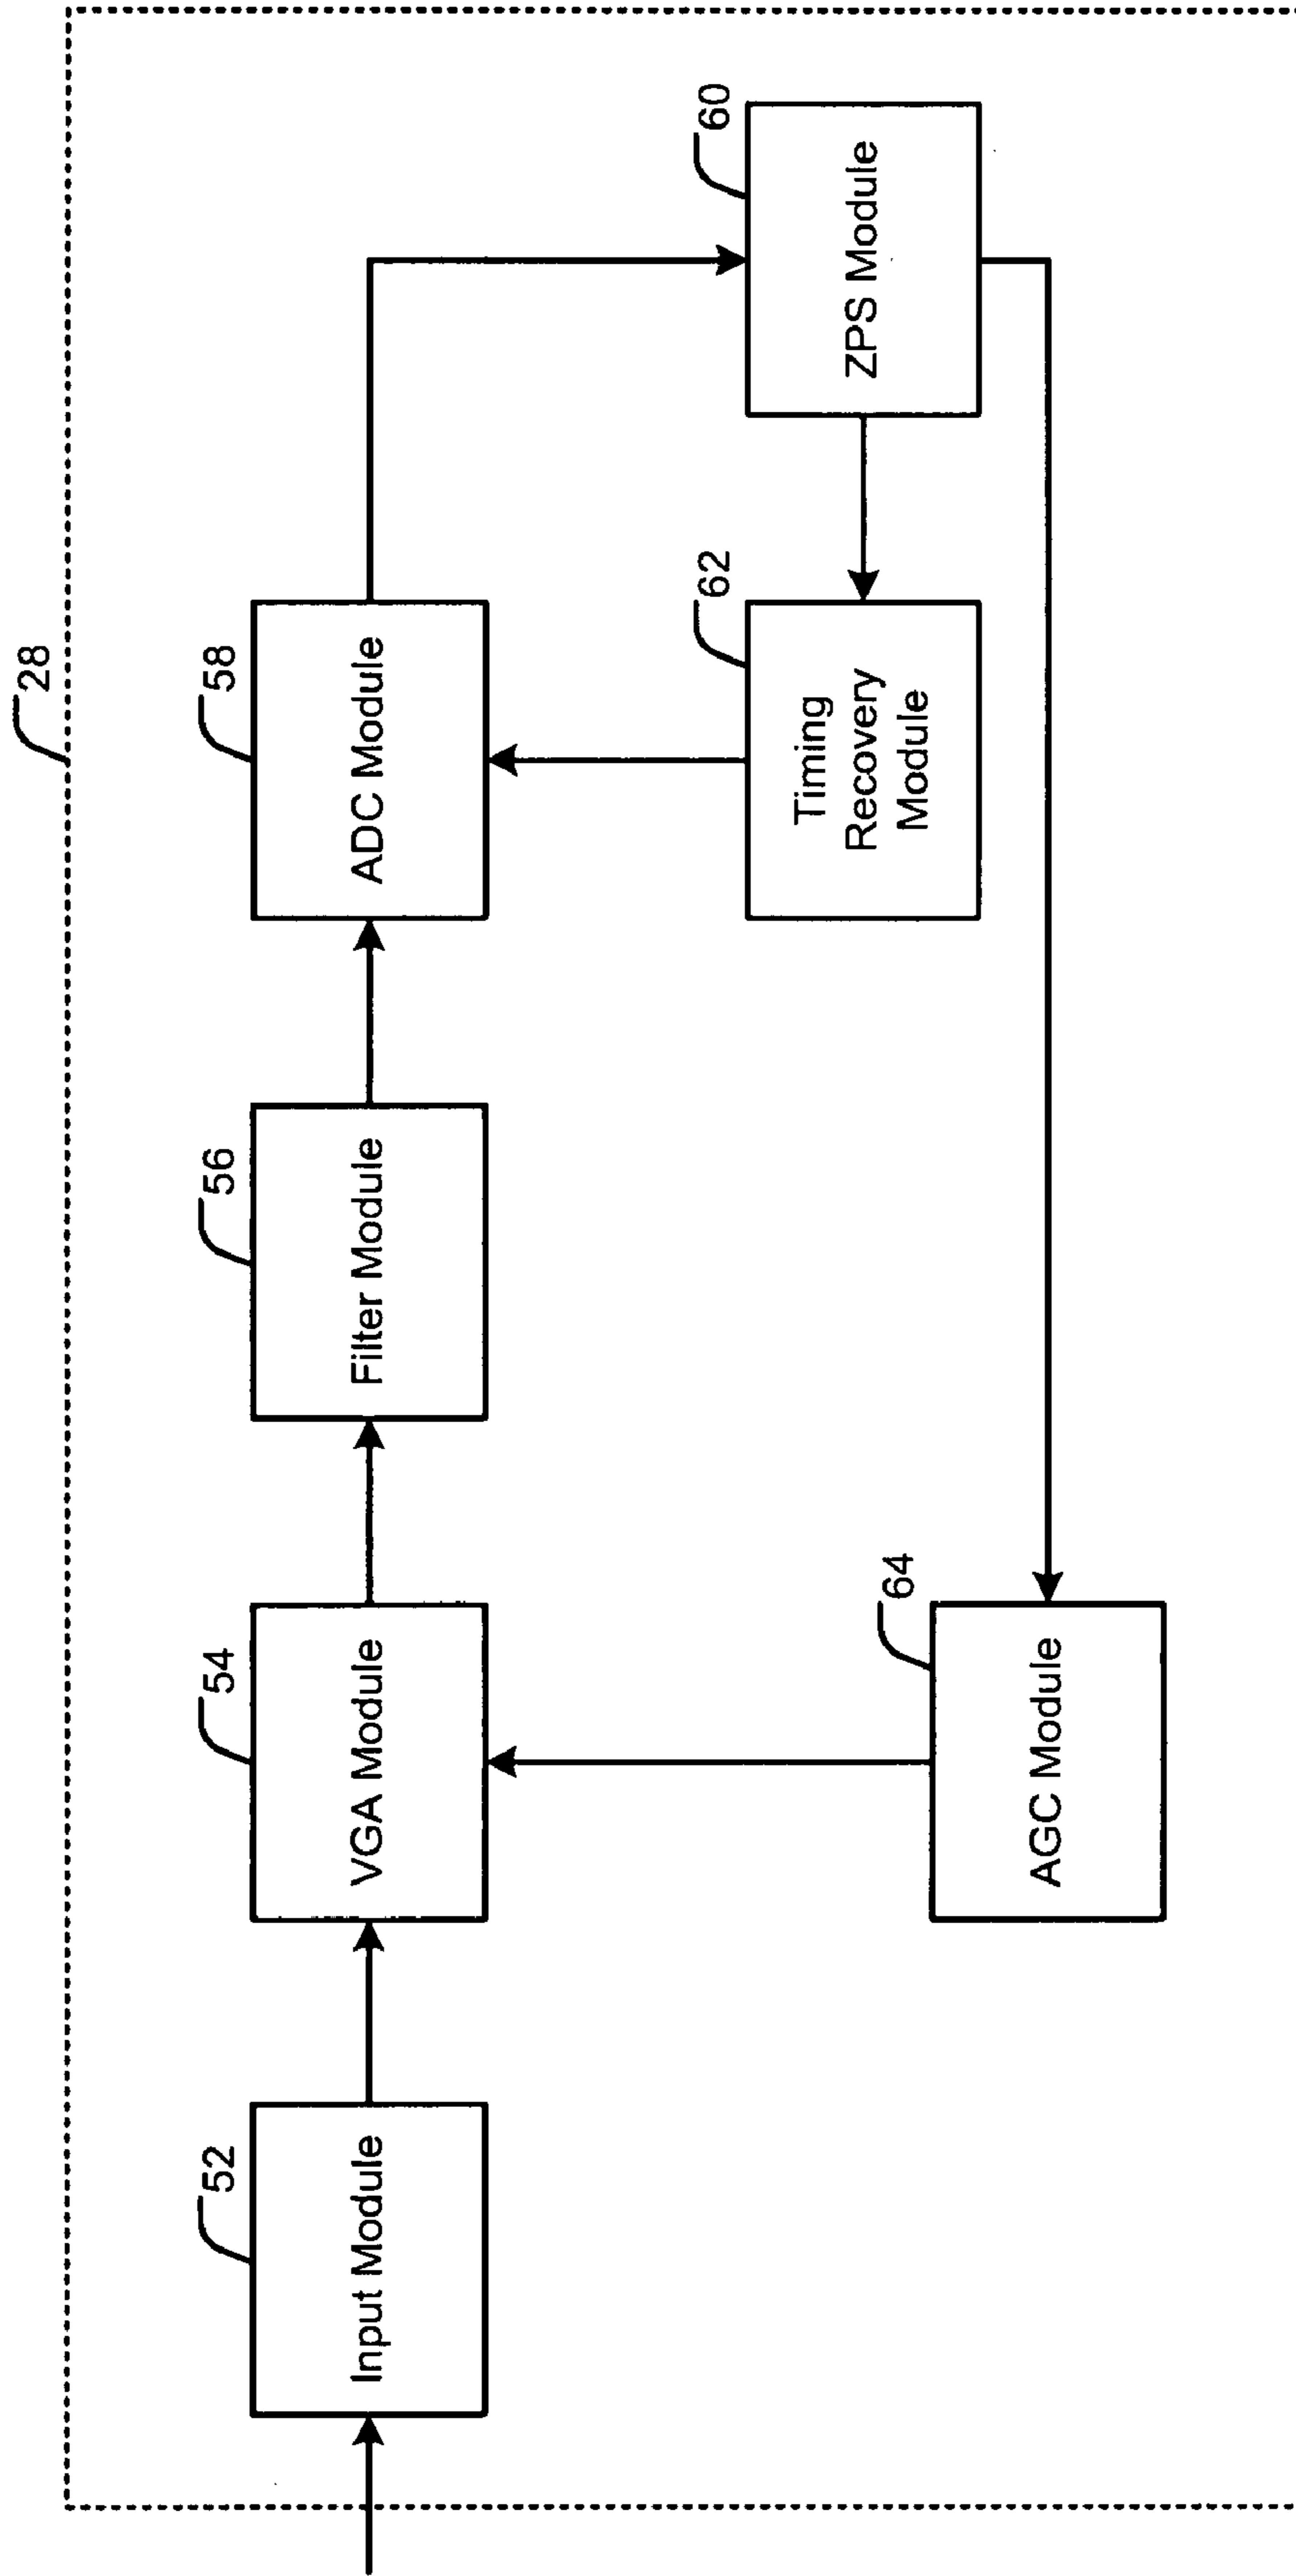 28
52
Input Module
54
VGA Module
56
Filter Module
58
ADC Module
62
Timing
Recovery
Module
60
ZPS Module
64
AGC Module